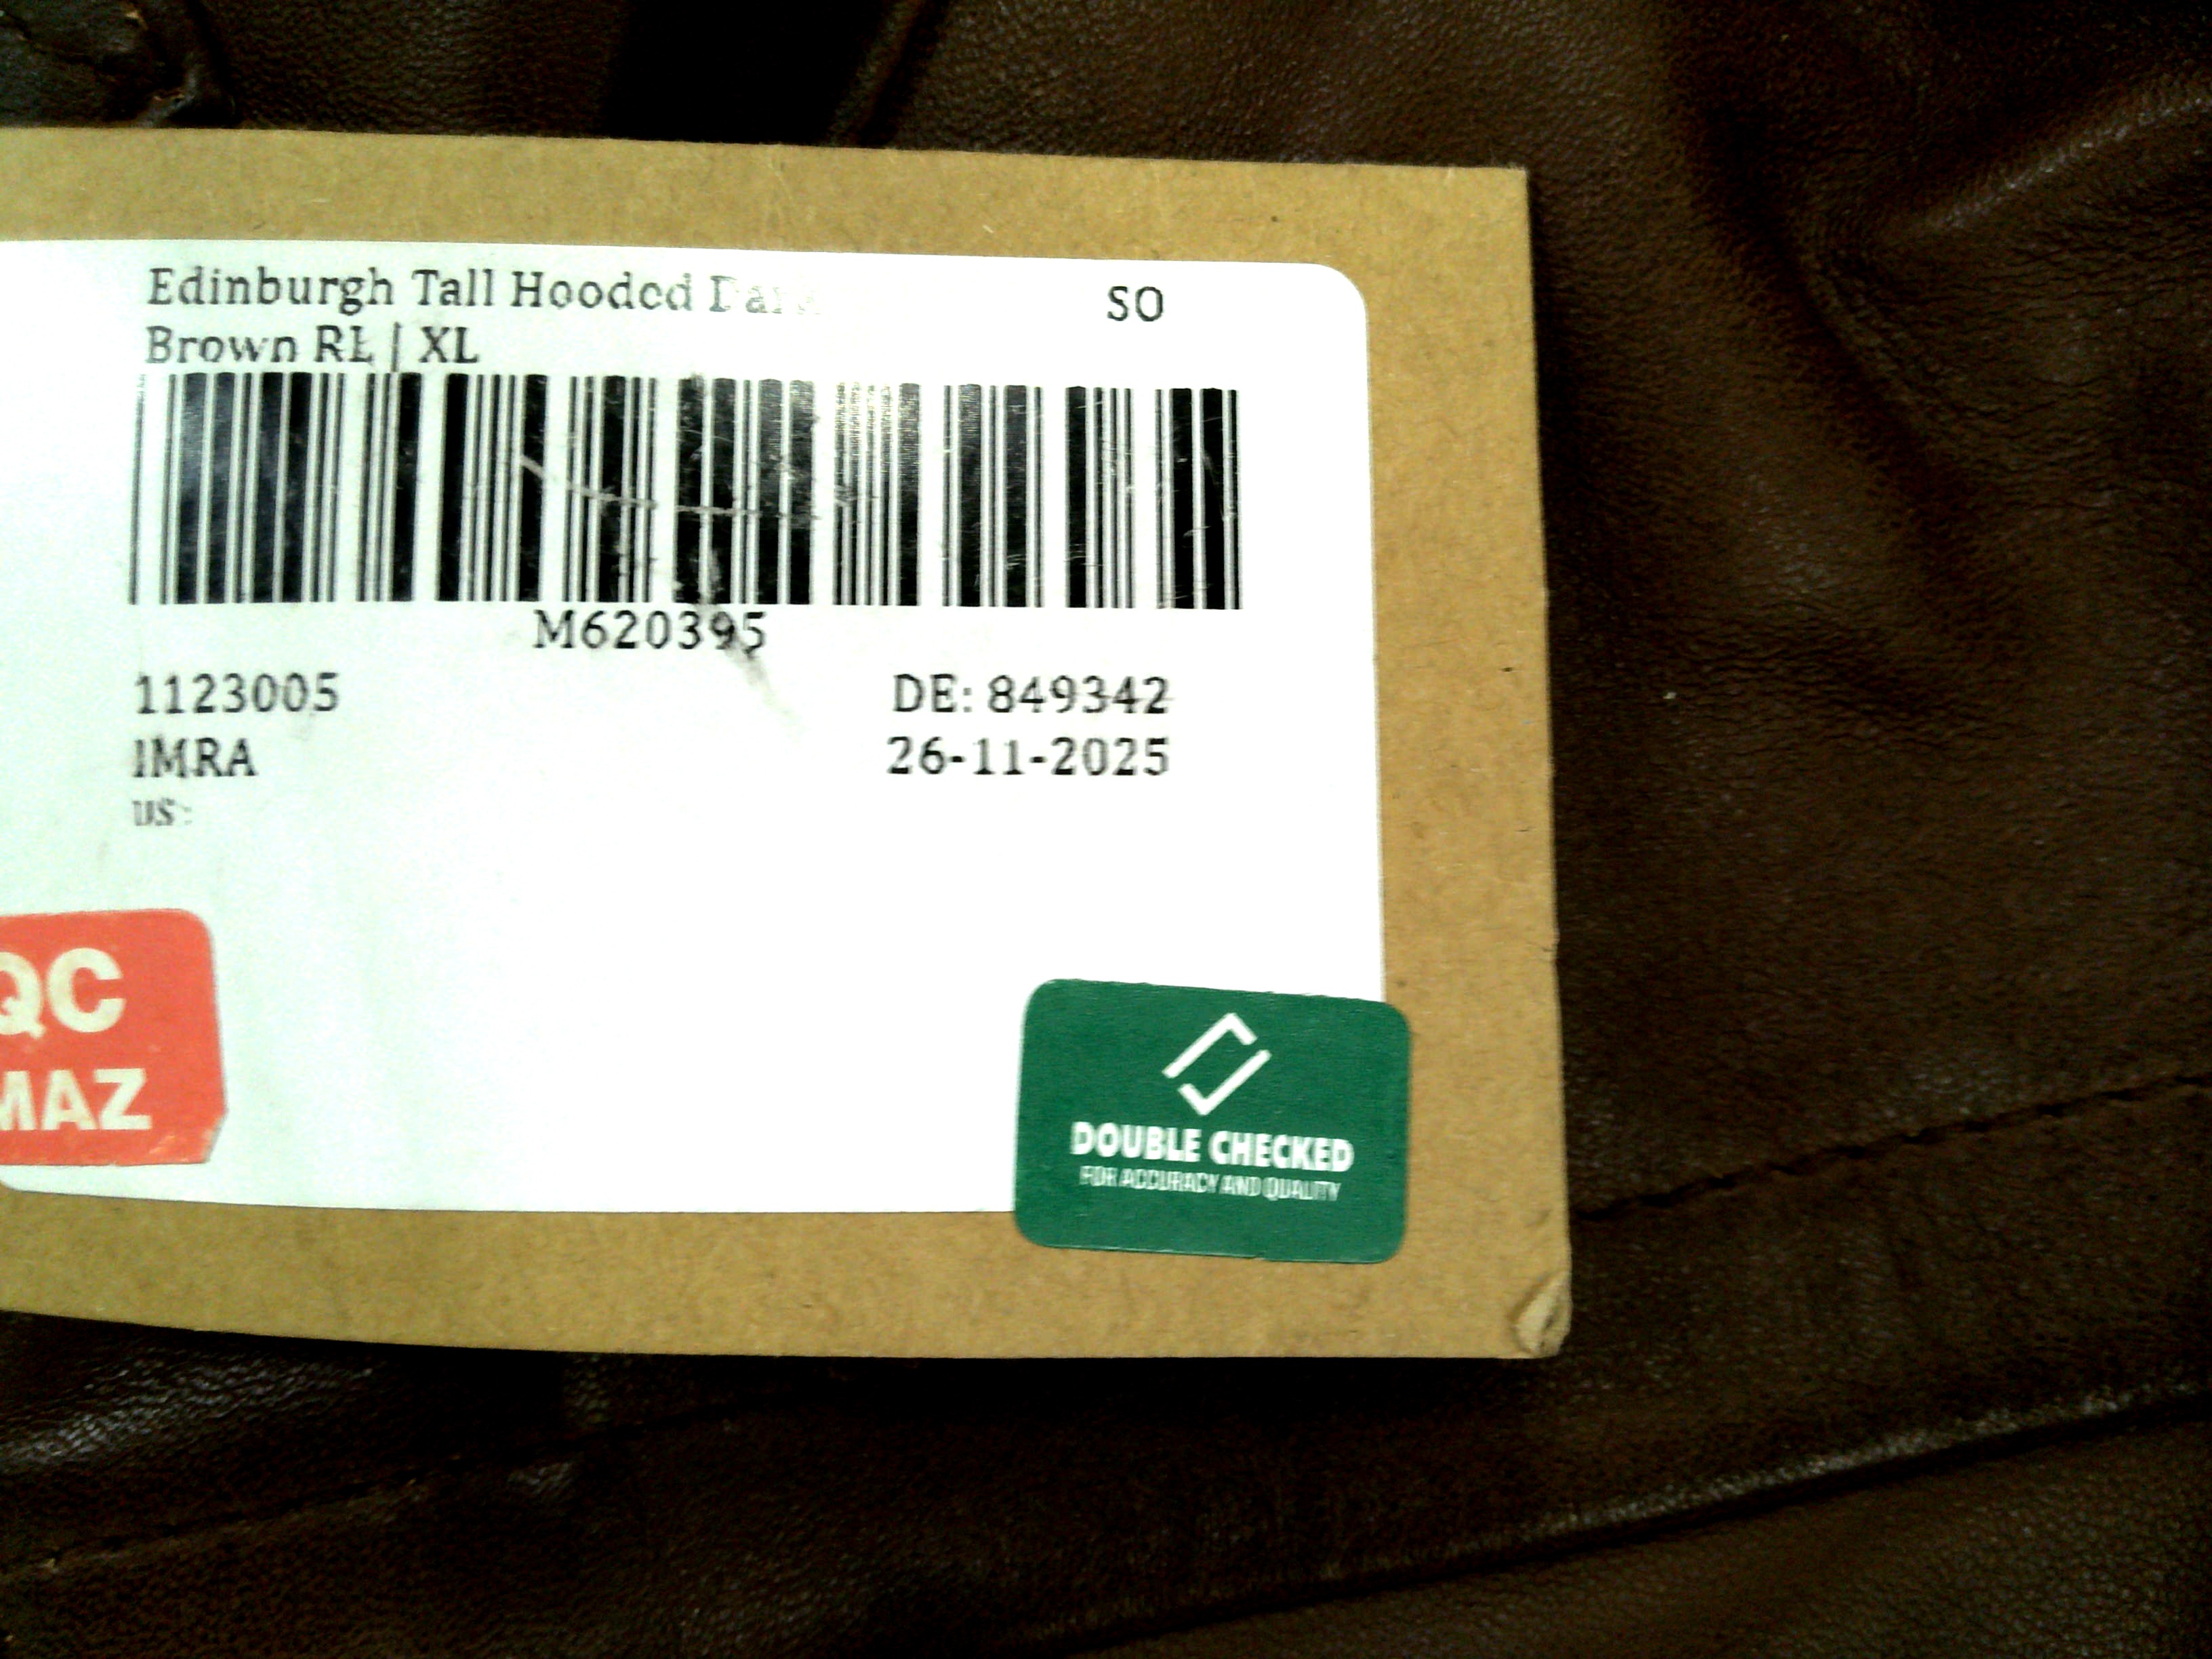 Edinburgh Tall Hooded Dark SO
Brown RL | XL
M620395
1123005 DE: 849342
IMRA 26-11-2025
US:
QC
MAZ
DOUBLE CHECKED
FOR ACCURACY AND QUALITY